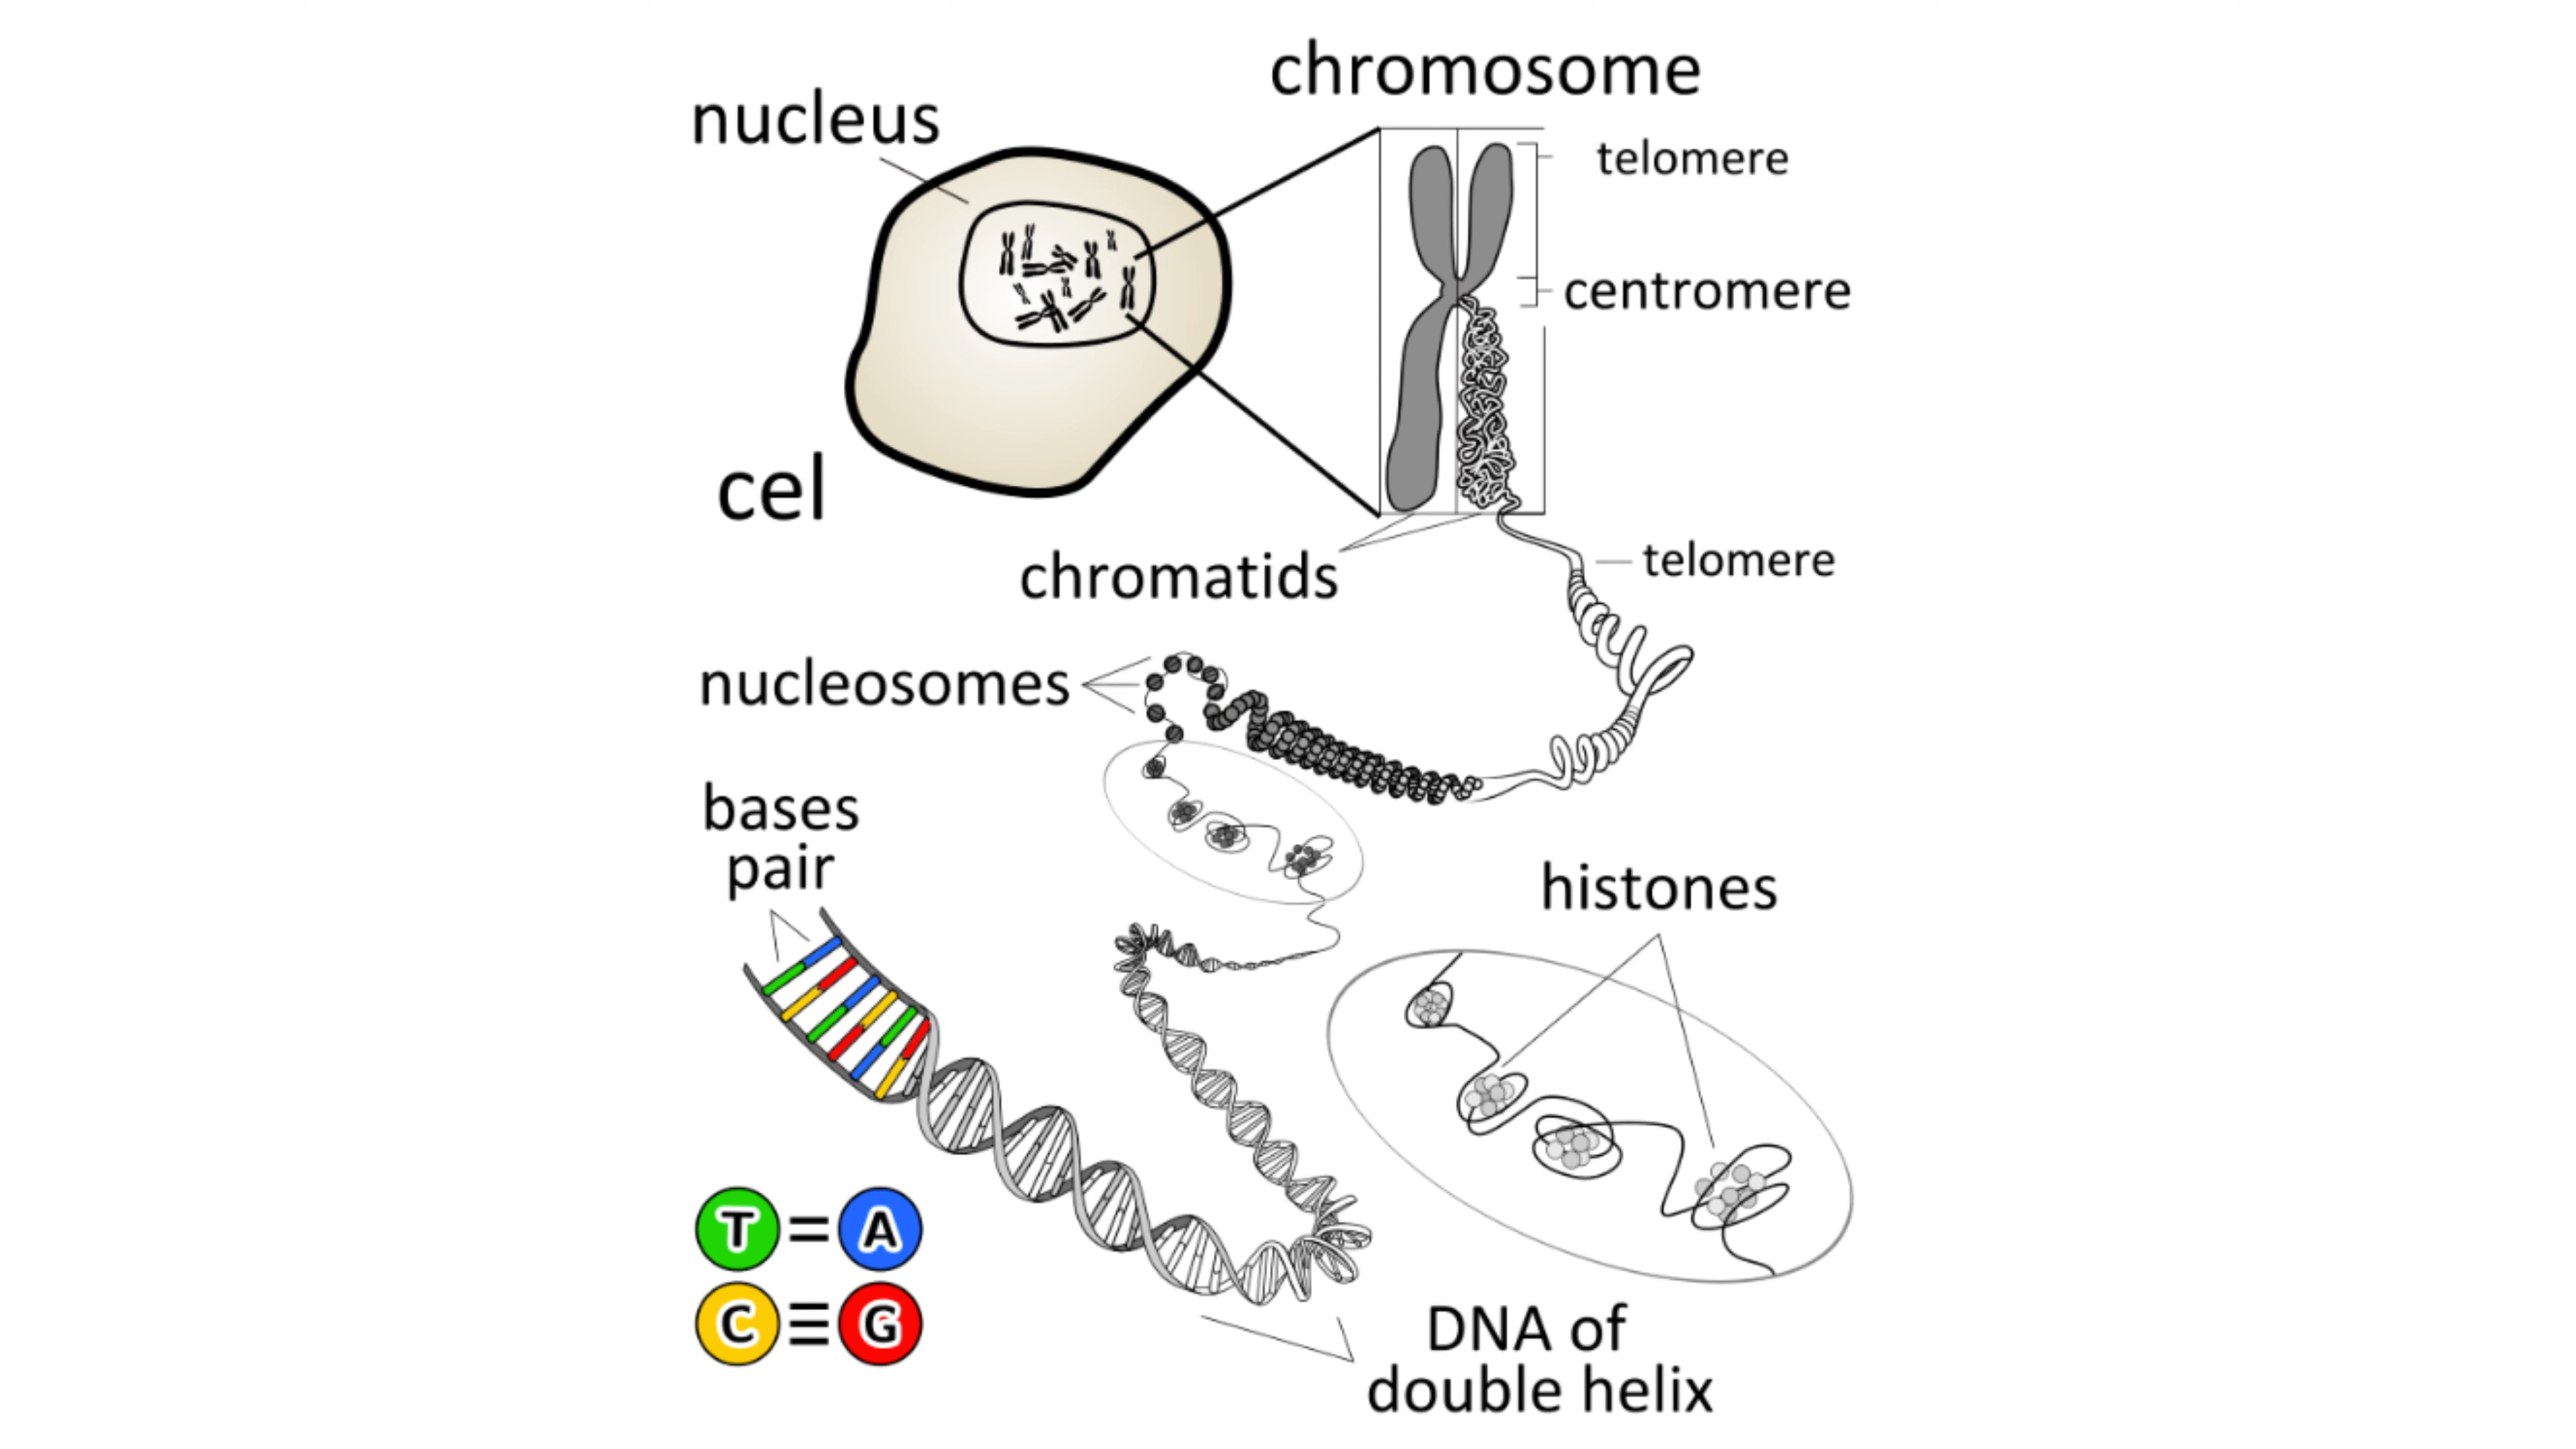 chromosome
nucleus
telomere
centromere
cel
chromatids
telomere
nucleosomes
bases
pair
histones
T = A
C ≡ G
DNA of
double helix